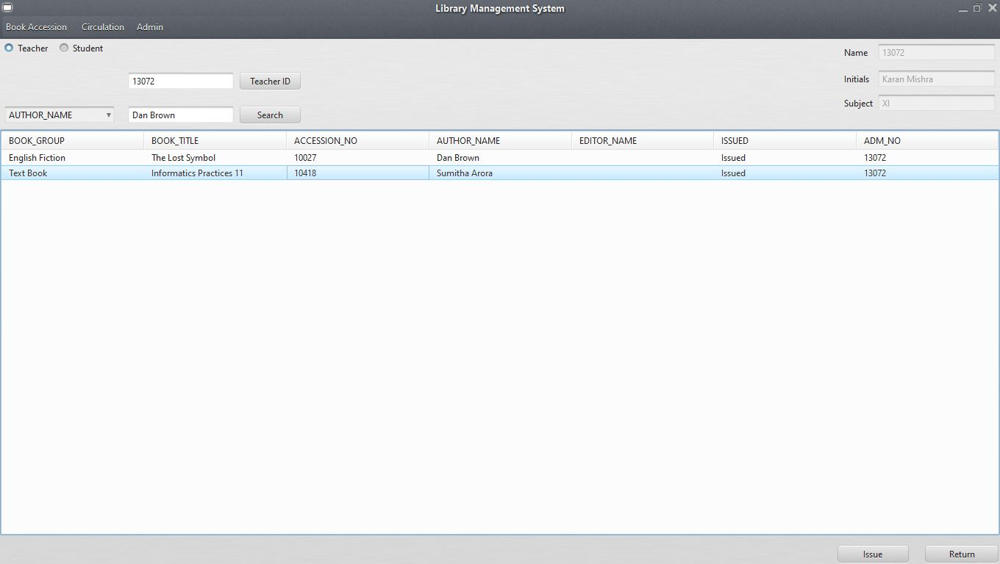 Library Management System
Book Accession Circulation Admin
Teacher Student
Name 13072
13072 Teacher ID
Initials Karan Mishra
Subject XI
AUTHOR_NAME Dan Brown Search
BOOK_GROUP BOOK_TITLE ACCESSION_NO AUTHOR_NAME EDITOR_NAME ISSUED ADM_NO
English Fiction The Lost Symbol 10027 Dan Brown Issued 13072
Text Book Informatics Practices 11 10418 Sumitha Arora Issued 13072
Issue Return